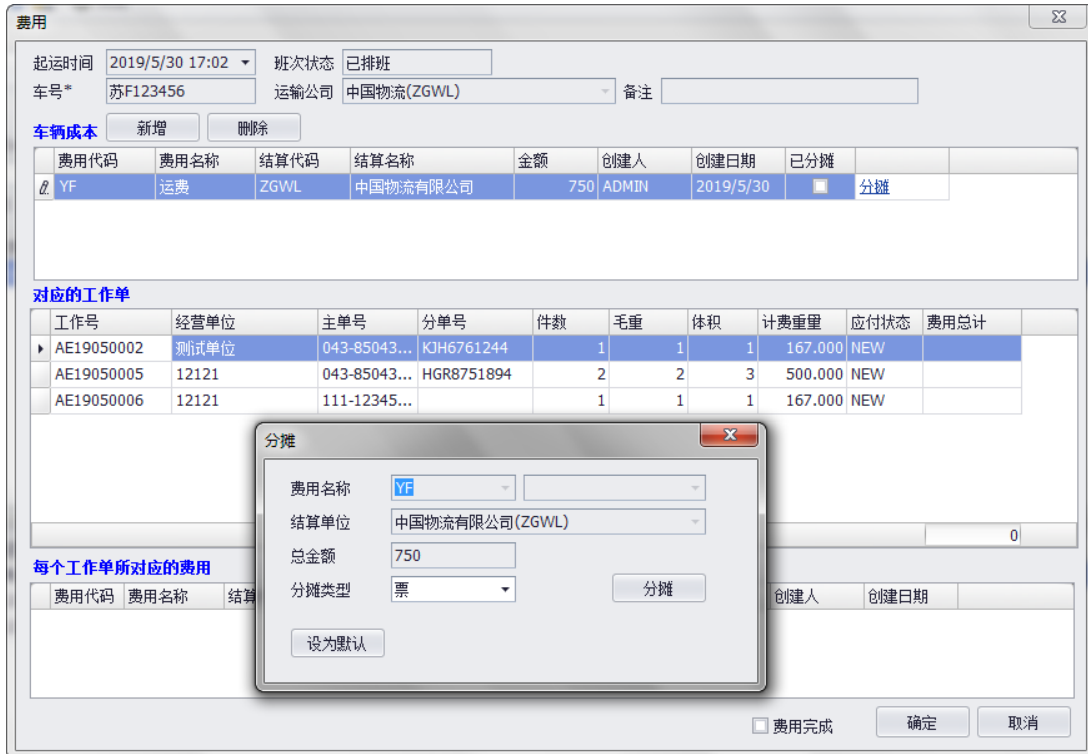 费用
起运时间 2019/5/30 17:02 班次状态 已排班
车号* 苏F123456 运输公司 中国物流(ZGWL) 备注
车辆成本 新增 删除
费用代码 费用名称 结算代码 结算名称 金额 创建人 创建日期 已分摊
YF 运费 ZGWL 中国物流有限公司 750 ADMIN 2019/5/30 分摊
对应的工作单
工作号 经营单位 主单号 分单号 件数 毛重 体积 计费重量 应付状态 费用总计
AE19050002 测试单位 043-85043... KJH6761244 1 1 1 167.000 NEW
AE19050005 12121 043-85043... HGR8751894 2 2 3 500.000 NEW
AE19050006 12121 111-12345... 1 1 1 167.000 NEW
分摊
费用名称 YF
结算单位 中国物流有限公司(ZGWL)
总金额 750
分摊类型 票 分摊
设为默认
0
每个工作单所对应的费用
费用代码 费用名称 结算 创建人 创建日期
费用完成 确定 取消